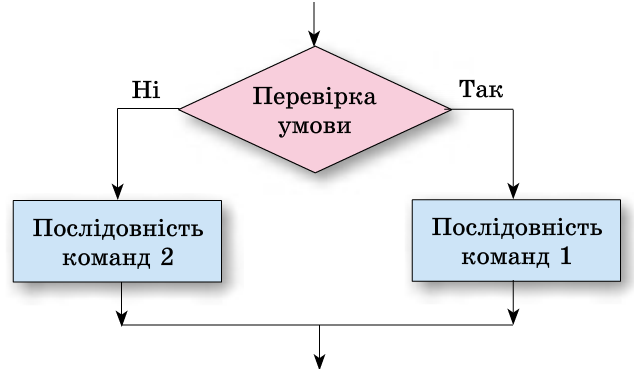 Ні
Так
Перевірка
умови
Послідовність
команд 2
Послідовність
команд 1